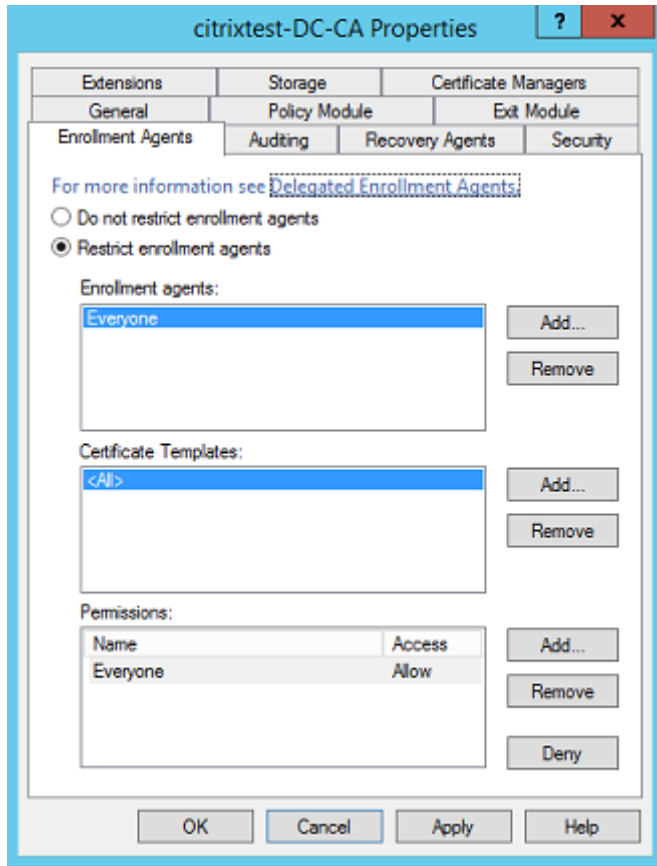 citrixtest-DC-CA Properties
? x
Extensions Storage Certificate Managers
General Policy Module Exit Module
Enrollment Agents Auditing Recovery Agents Security
For more information see Delegated Enrollment Agents.
Do not restrict enrollment agents
Restrict enrollment agents
Enrollment agents:
Everyone
Add...
Remove
Certificate Templates:
<All>
Add...
Remove
Permissions:
Name Access
Everyone Allow
Add...
Remove
Deny
OK Cancel Apply Help